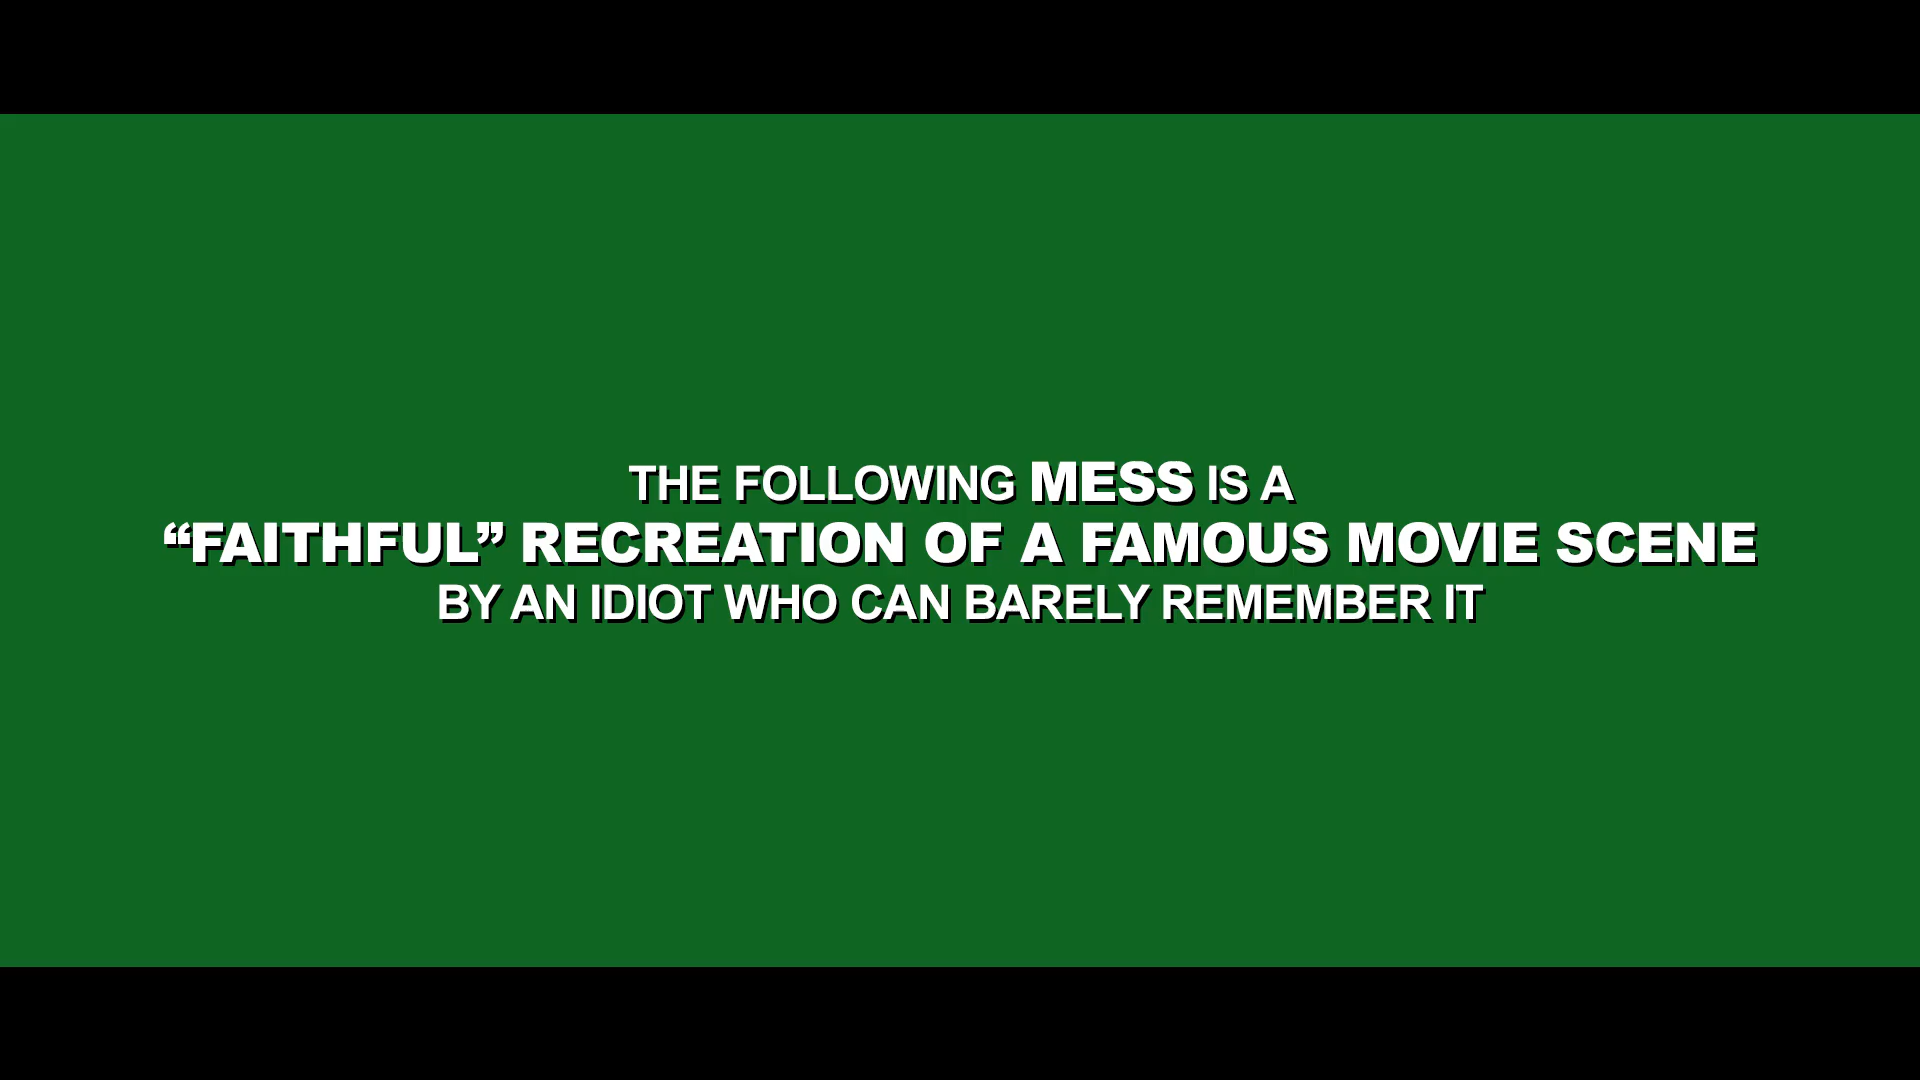 THE FOLLOWING MESS IS A
“FAITHFUL” RECREATION OF A FAMOUS MOVIE SCENE
BY AN IDIOT WHO CAN BARELY REMEMBER IT